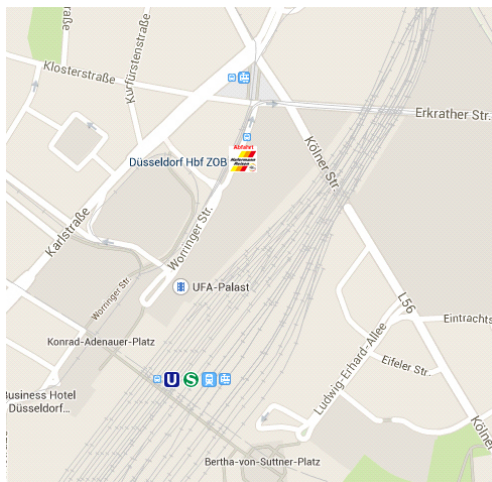 Klosterstraße
Kurfürstenstraße
Erkrather Str.
Kölner Str.
Abfahrt
Düsseldorf Hbf ZOB
Karlstraße
Worringer Str.
UFA-Palast
Worringer Str
L56
Eintrachts
Konrad-Adenauer-Platz
Eifeler Str.
Ludwig-Erhard-Allee
U S
Business Hotel
Düsseldorf...
Kölner
Bertha-von-Suttner-Platz